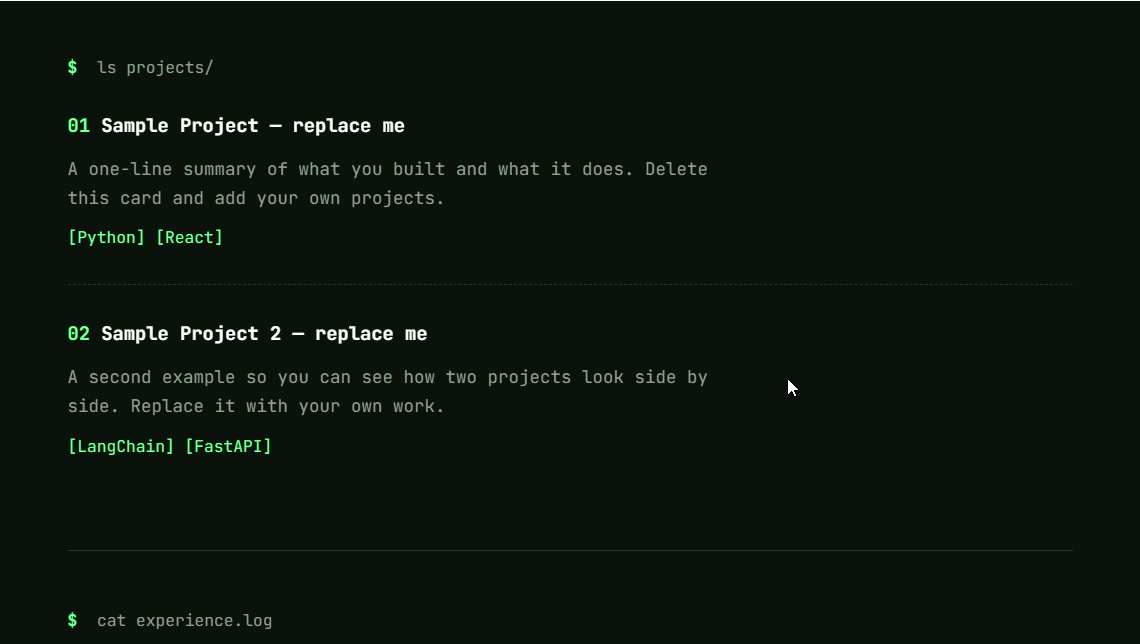 $ ls projects/
01 Sample Project — replace me
A one-line summary of what you built and what it does. Delete
this card and add your own projects.
[Python] [React]
02 Sample Project 2 — replace me
A second example so you can see how two projects look side by
side. Replace it with your own work.
[LangChain] [FastAPI]
$ cat experience.log